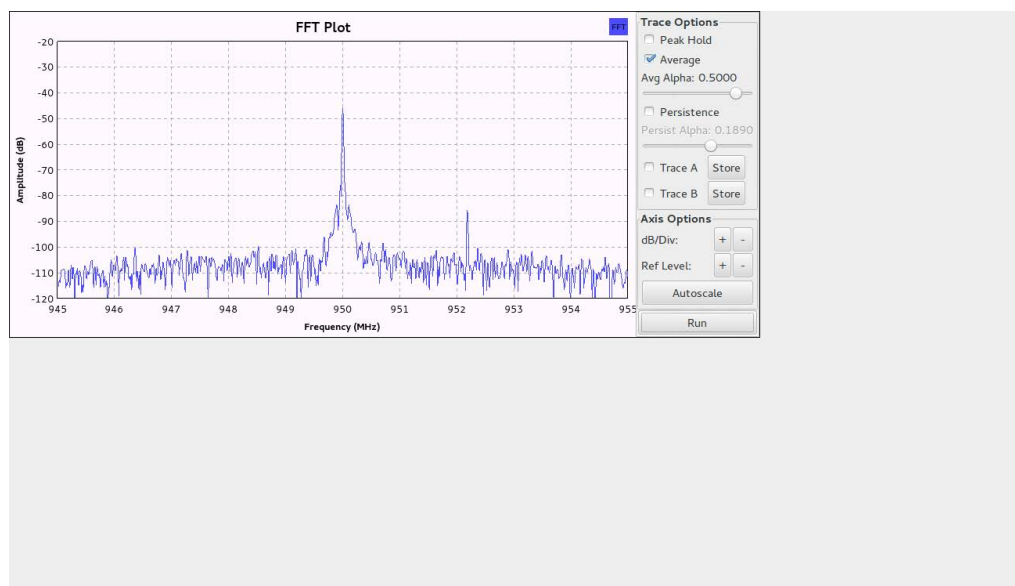 FFT Plot
FFT
Amplitude (dB)
-20
-30
-40
-50
-60
-70
-80
-90
-100
-110
-120
945 946 947 948 949 950 951 952 953 954 955
Frequency (MHz)
Trace Options
Peak Hold
Average
Avg Alpha: 0.5000
Persistence
Persist Alpha: 0.1890
Trace A Store
Trace B Store
Axis Options
dB/Div: + -
Ref Level: + -
Autoscale
Run